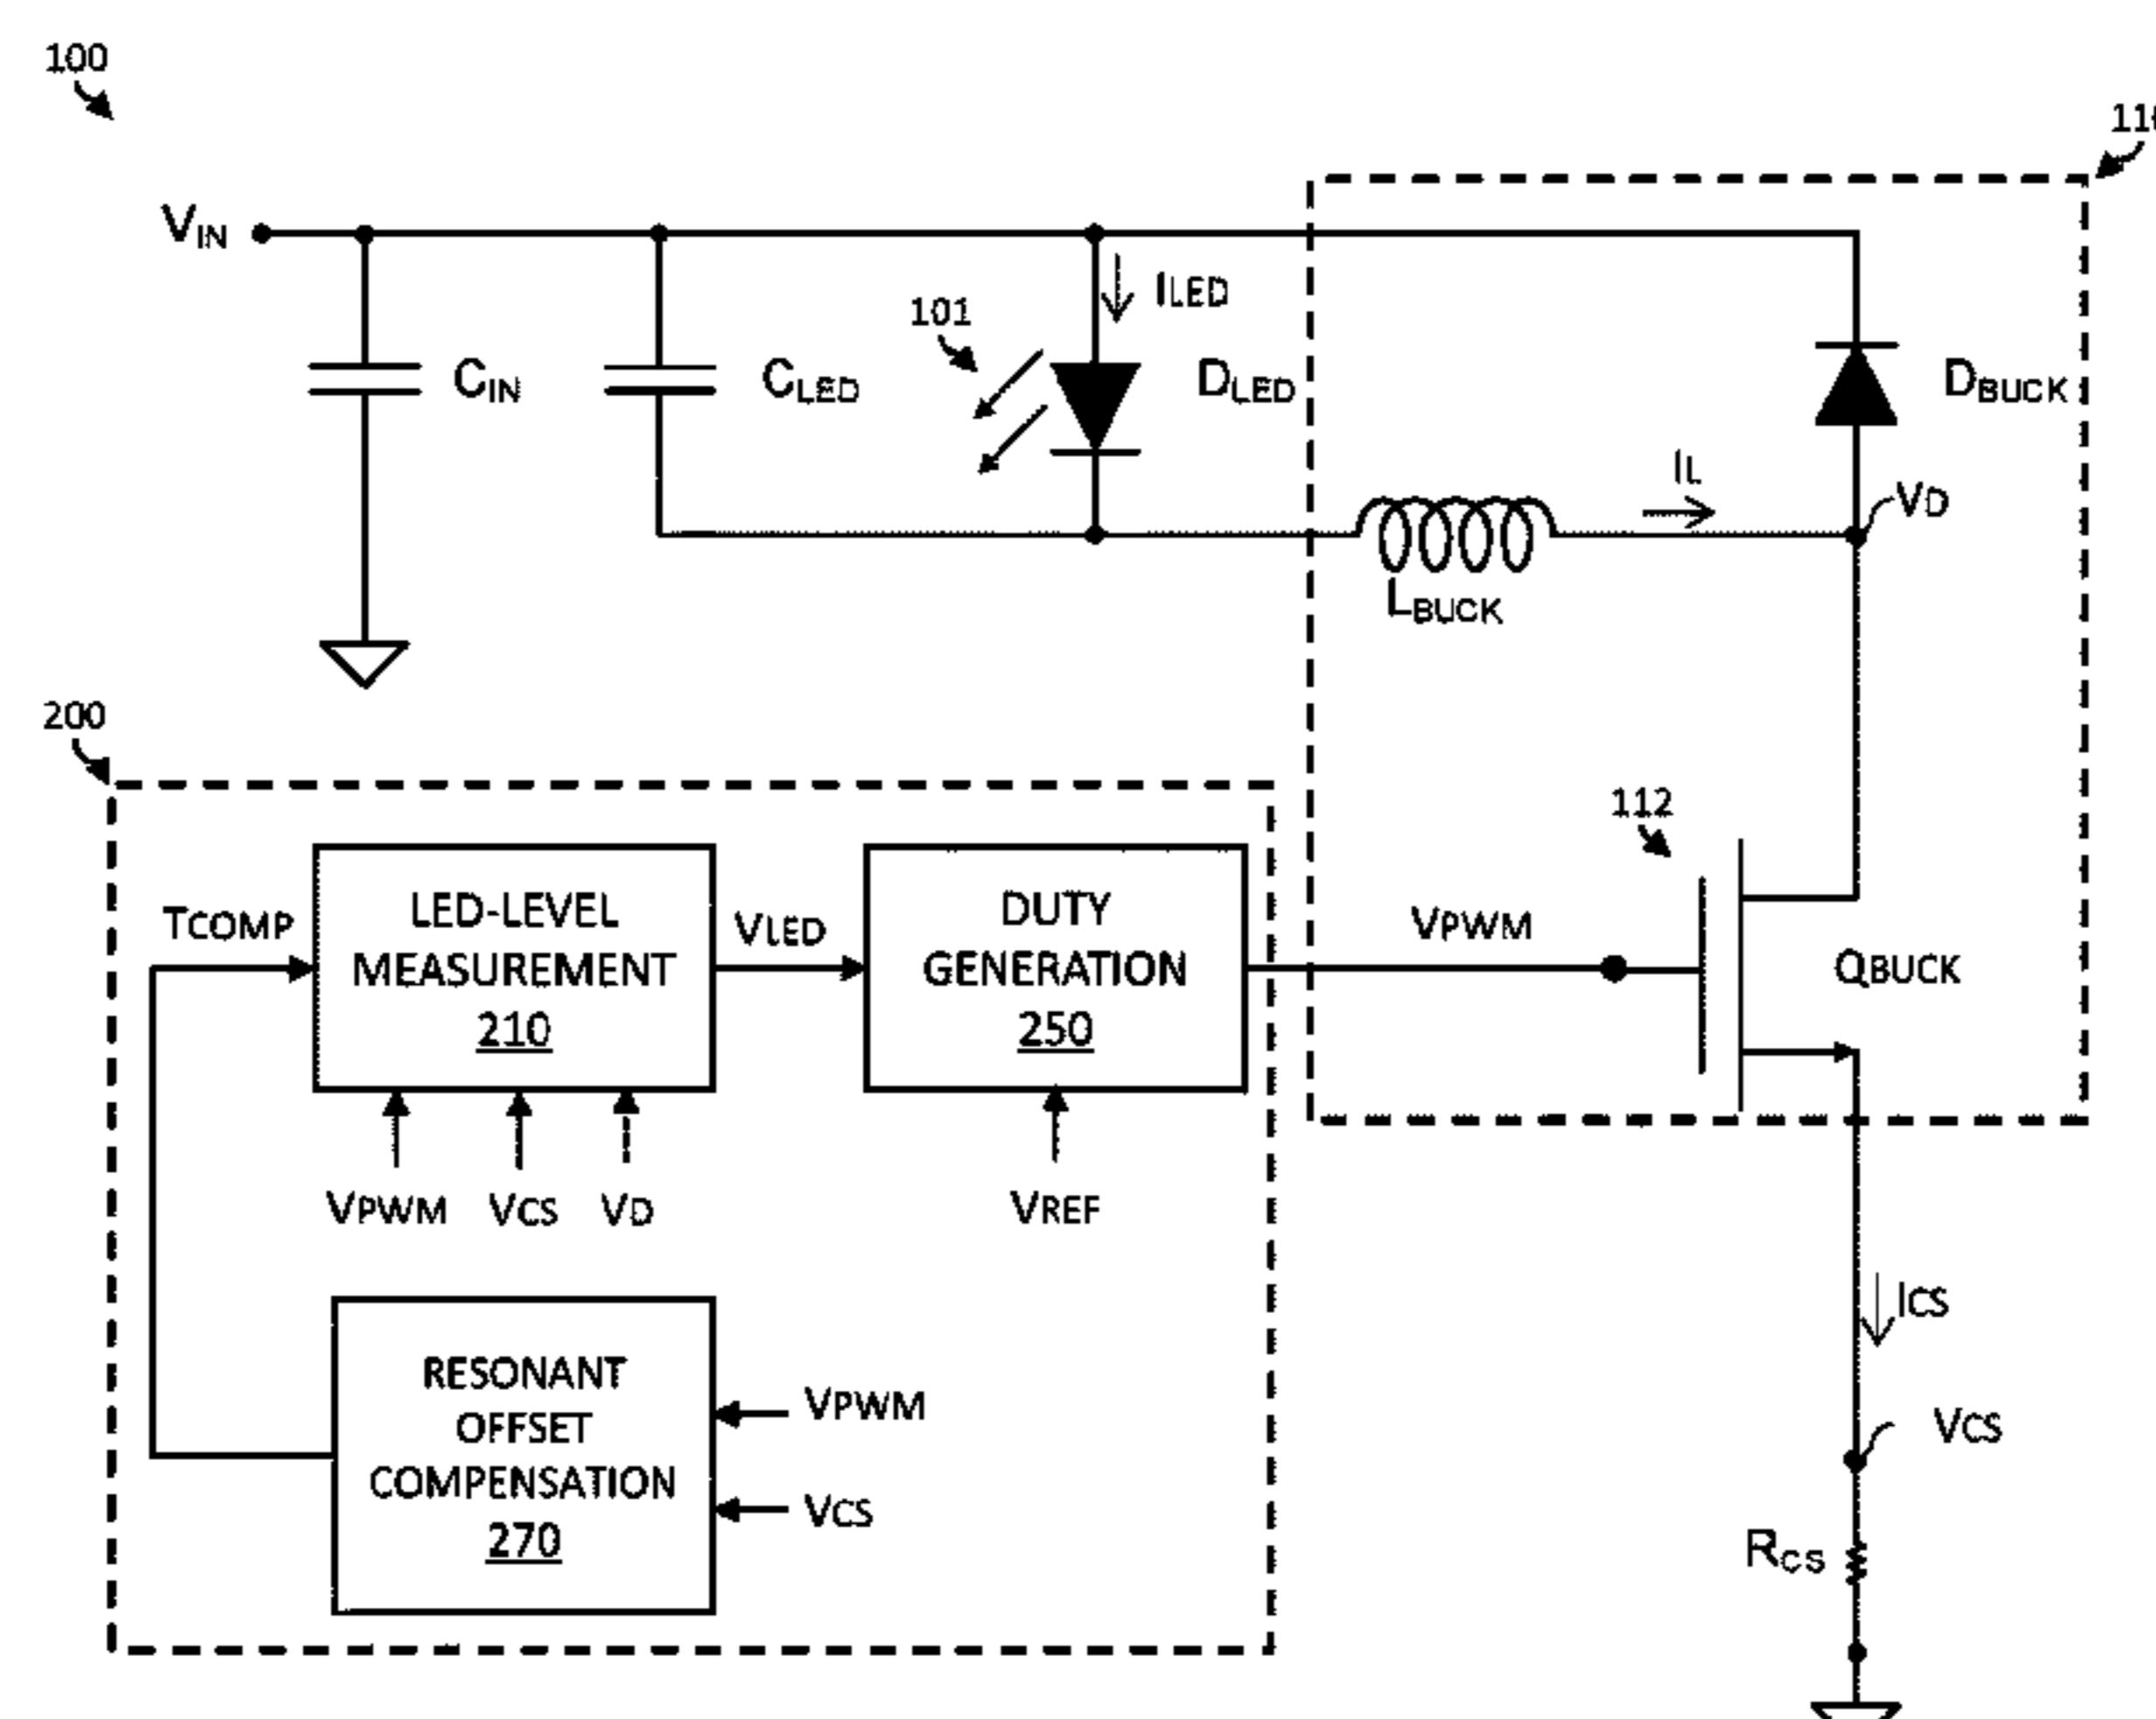 100
110
VIN
ILED
101
CIN
CLED
DLED
DBUCK
IL
VD
LBUCK
200
112
TCOMP
LED-LEVEL
MEASUREMENT
210
VLED
DUTY
GENERATION
250
VPWM
QBUCK
VPWM
VCS
VD
VREF
ICS
RESONANT
OFFSET
COMPENSATION
270
VPWM
VCS
VCS
RCS